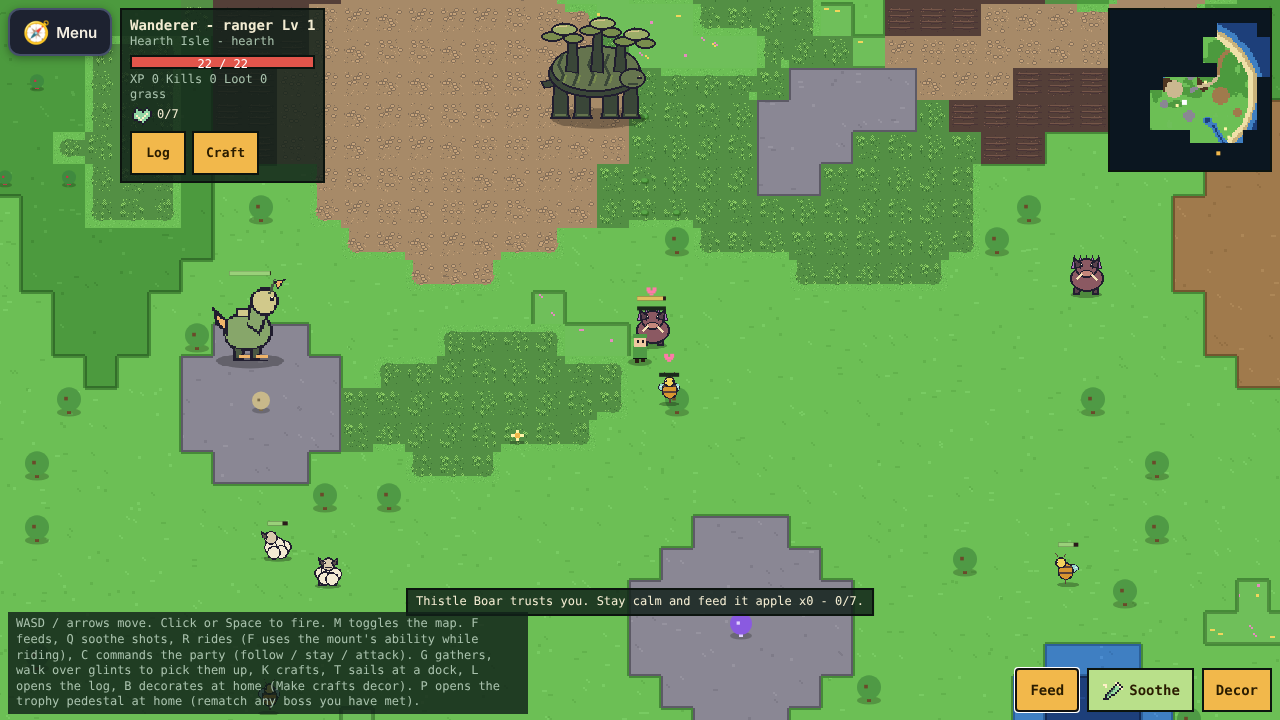 Menu
Wanderer - ranger Lv 1
Hearth Isle - hearth
22 / 22
XP 0 Kills 0 Loot 0
grass
0/7
Log
Craft
Thistle Boar trusts you. Stay calm and feed it apple x0 - 0/7.
WASD / arrows move. Click or Space to fire. M toggles the map. F
feeds, Q soothe shots, R rides (F uses the mount's ability while
riding), C commands the party (follow / stay / attack). G gathers,
walk over glints to pick them up, K crafts, T sails at a dock, L
opens the log, B decorates at home (Make crafts decor). P opens the
trophy pedestal at home (rematch any boss you have met).
Feed
Soothe
Decor